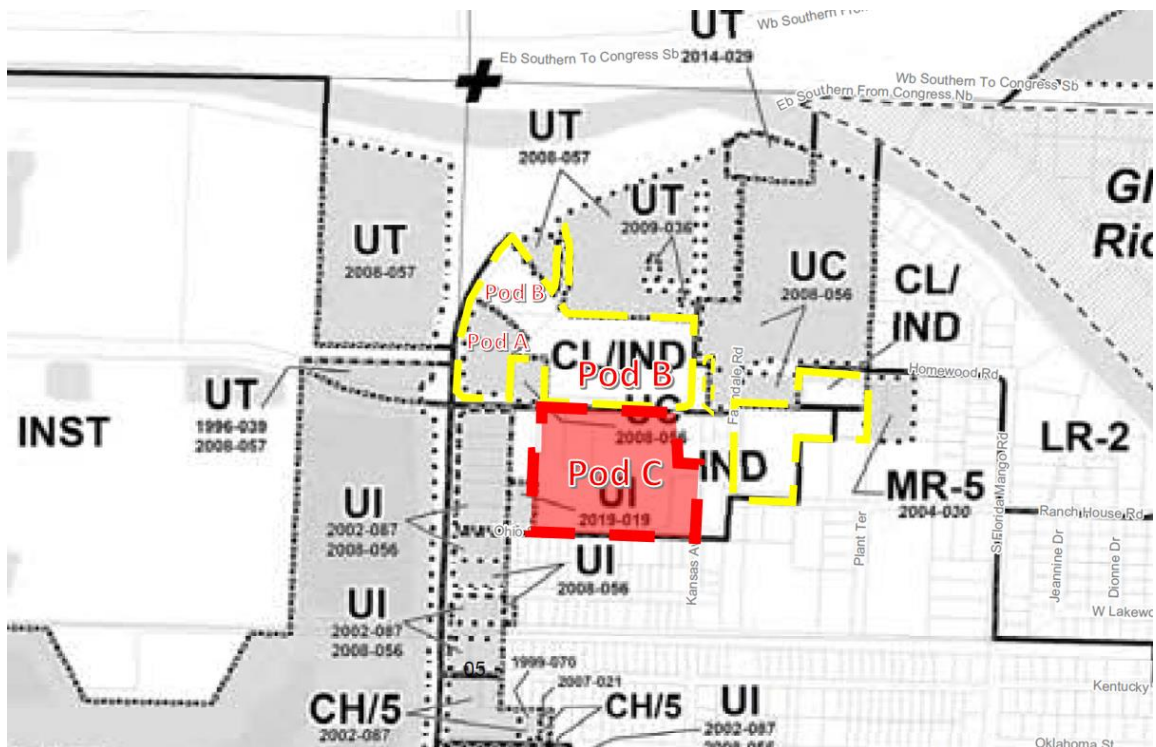 UT
2014-029
Wb Southern From
Eb Southern To Congress Sb
Wb Southern To Congress Sb
Eb Southern From Congress Nb
UT
2008-057
UT
2009-036
UT
2008-057
UC
2008-056
CL/
IND
Pod B
Pod A
CL/IND
Pod B
Homewood Rd
UT
1996-039
2008-057
INST
UC
2008-056
Pod C
IND
UI
2019-019
LR-2
MR-5
2004-030
S Florida Mango Rd
Ranch House Rd
UI
2002-087
2008-056
Ohio
UI
2008-056
Kansas A
Plant Ter
Jeannine Dr
Dionne Dr
UI
2002-087
2008-056
W Lakewo
05
1999-070
2007-021
CH/5
2002-087
CH/5
UI
2002-087
2008-056
Kentucky
Oklahoma St